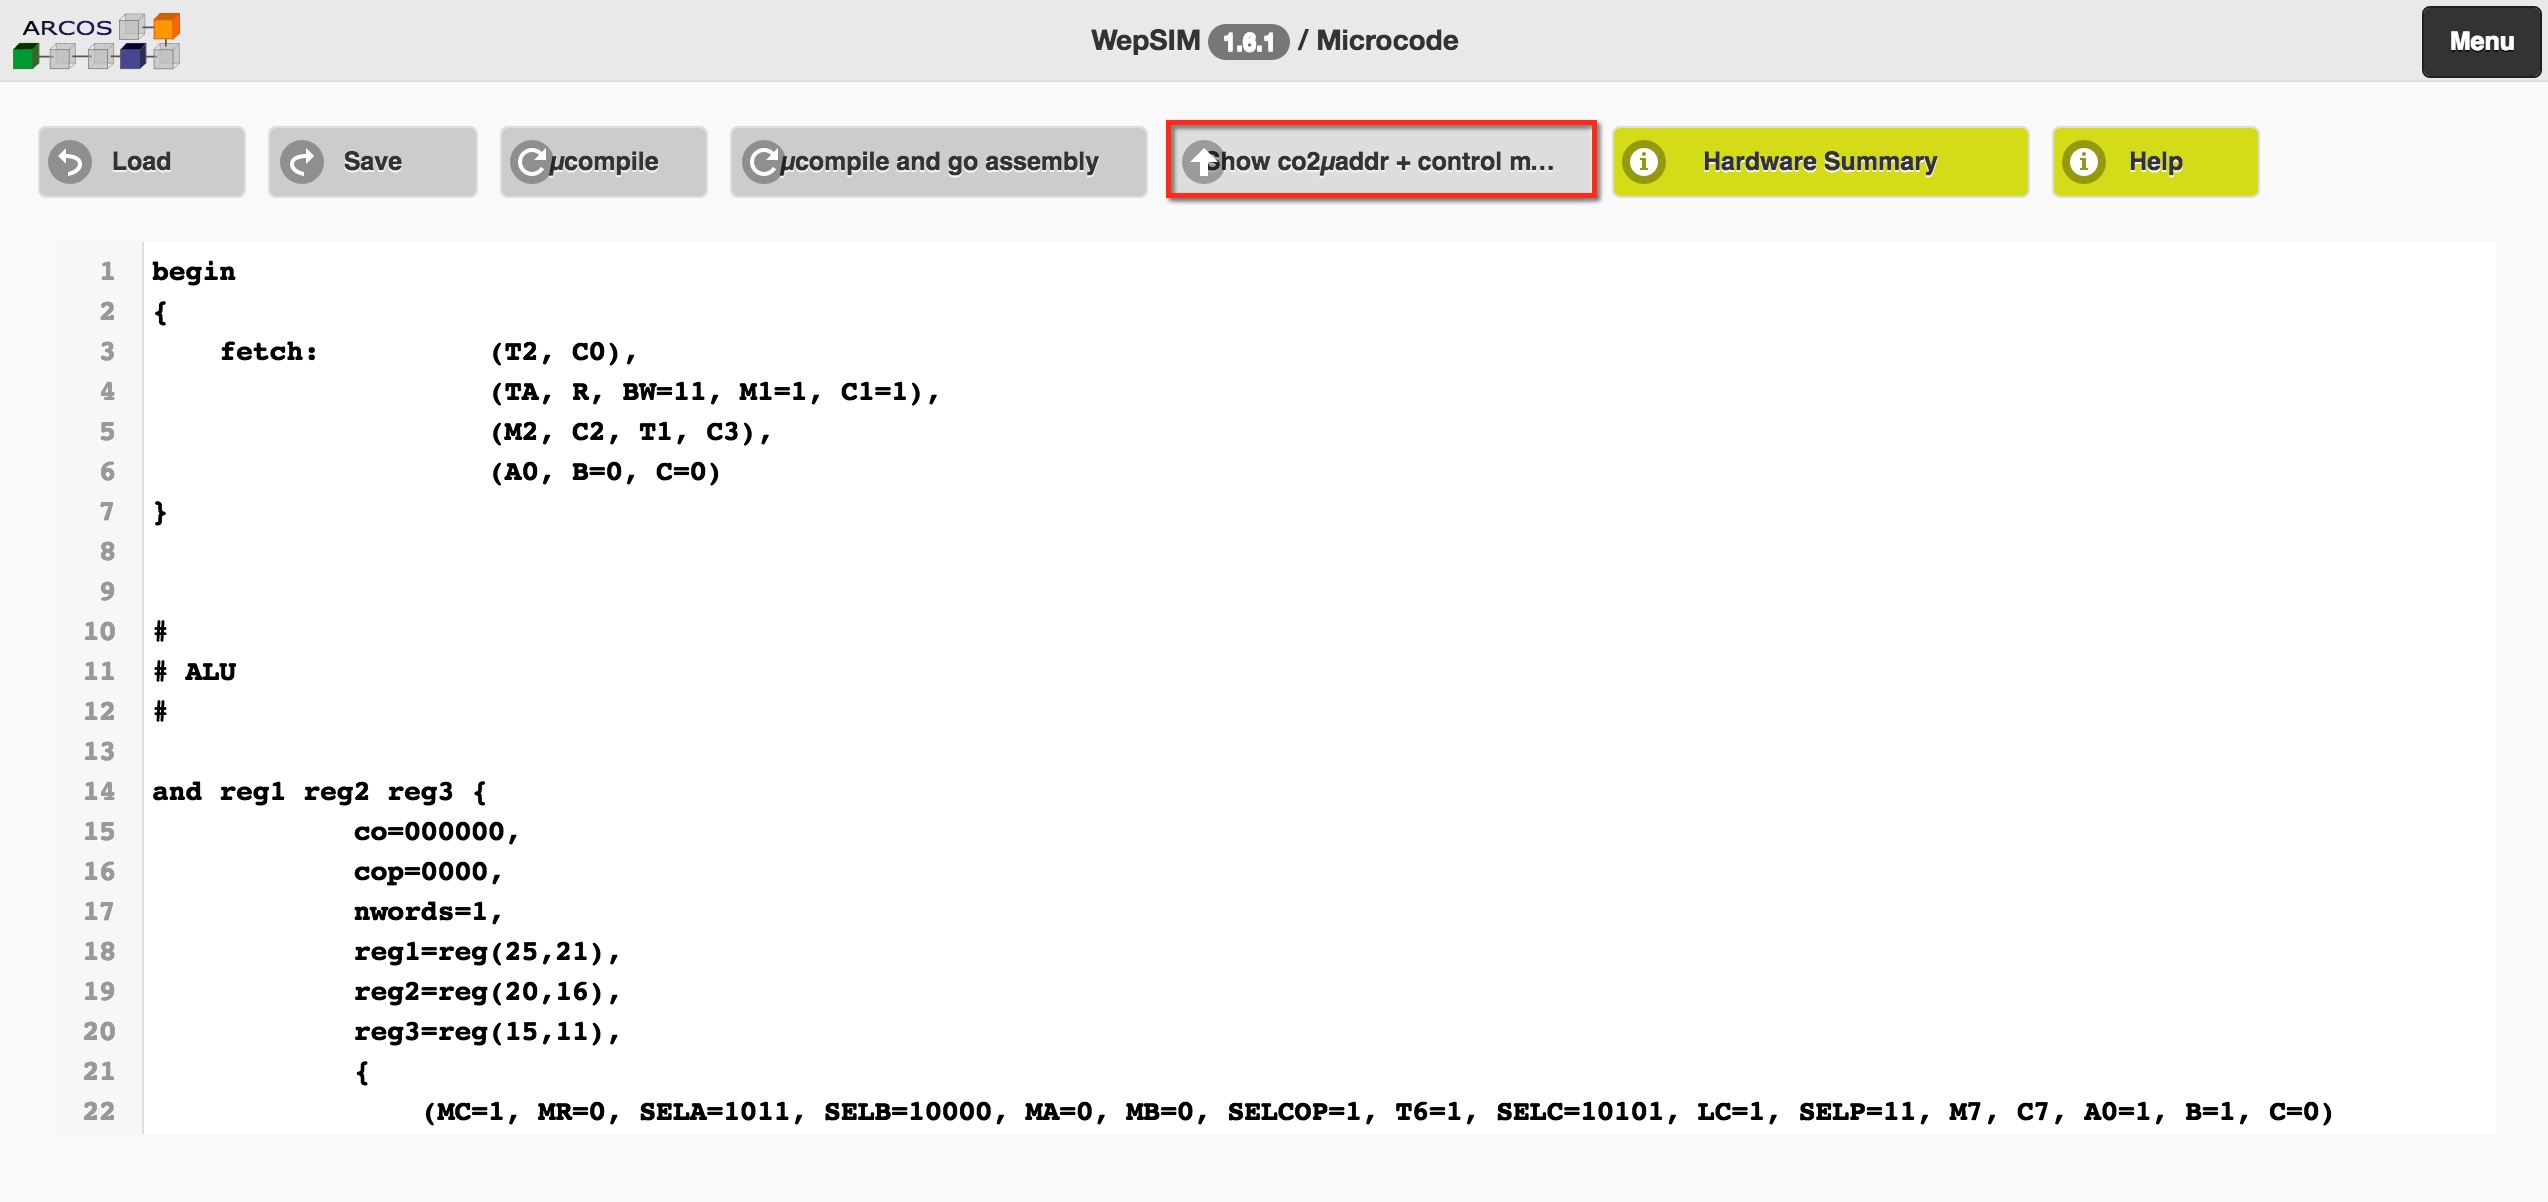 ARCOS
WepSIM 1.6.1 / Microcode
Menu
Load
Save
µcompile
µcompile and go assembly
Show co2µaddr + control m...
Hardware Summary
Help
1 begin
2 {
3 fetch: (T2, C0),
4 (TA, R, BW=11, M1=1, C1=1),
5 (M2, C2, T1, C3),
6 (A0, B=0, C=0)
7 }
8
9
10 #
11 # ALU
12 #
13
14 and reg1 reg2 reg3 {
15 co=000000,
16 cop=0000,
17 nwords=1,
18 reg1=reg(25,21),
19 reg2=reg(20,16),
20 reg3=reg(15,11),
21 {
22 (MC=1, MR=0, SELA=1011, SELB=10000, MA=0, MB=0, SELCOP=1, T6=1, SELC=10101, LC=1, SELP=11, M7, C7, A0=1, B=1, C=0)